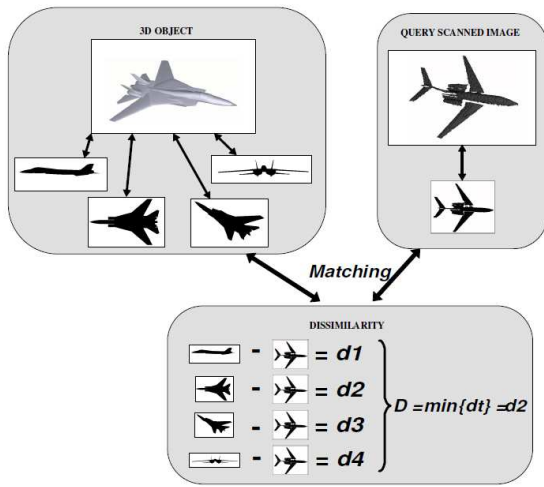 3D OBJECT
QUERY SCANNED IMAGE
Matching
DISSIMILARITY
- = d1
- = d2
- = d3
- = d4
D =min{dt} =d2